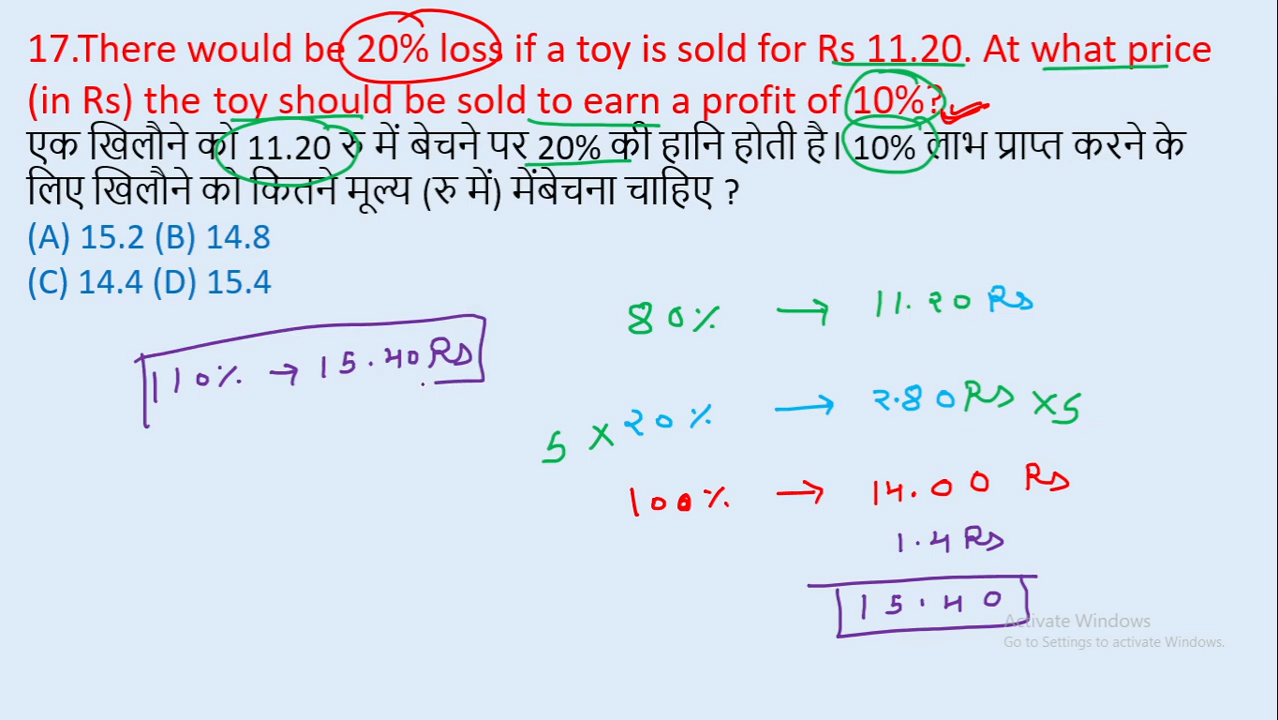 17.There would be 20% loss if a toy is sold for Rs 11.20. At what price
(in Rs) the toy should be sold to earn a profit of 10%?
एक खिलौने को 11.20 रु में बेचने पर 20% की हानि होती है। 10% लाभ प्राप्त करने के
लिए खिलौने को कितने मूल्य (रु में) मेंबेचना चाहिए ?
(A) 15.2 (B) 14.8
(C) 14.4 (D) 15.4
80% → 11.20 Rs
110% → 15.40 Rs
5 × 20% → 2.80 Rs × 5
100% → 14.00 Rs
1.4 Rs
15.40
Activate Windows
Go to Settings to activate Windows.